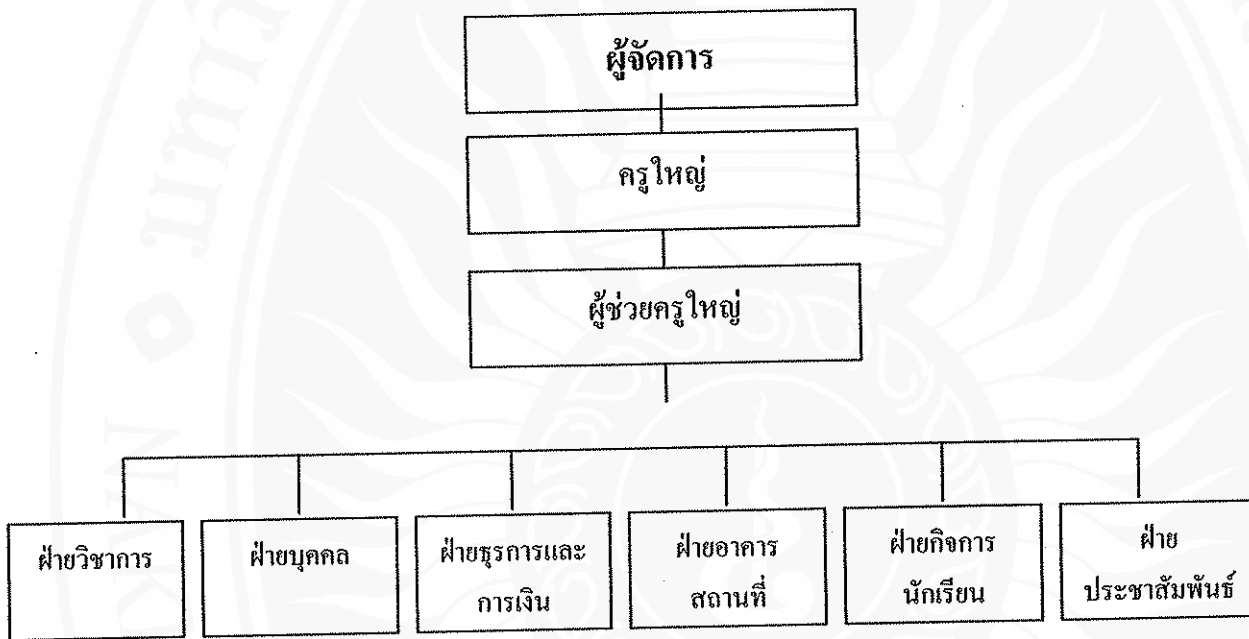 ผู้จัดการ
ครูใหญ่
ผู้ช่วยครูใหญ่
ฝ่ายวิชาการ
ฝ่ายบุคคล
ฝ่ายธุรการและ
การเงิน
ฝ่ายอาคาร
สถานที่
ฝ่ายกิจการ
นักเรียน
ฝ่าย
ประชาสัมพันธ์